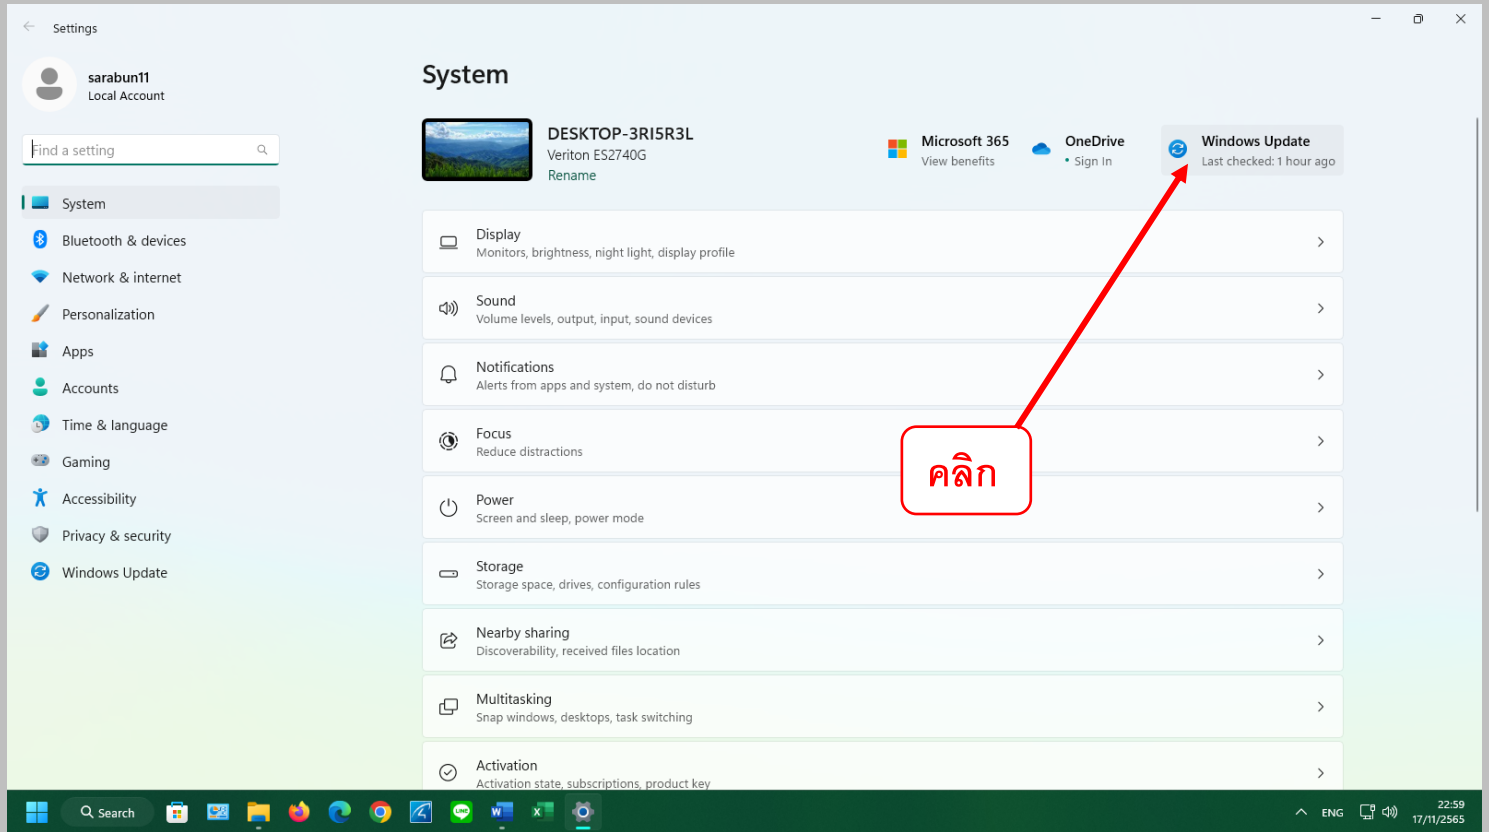 Settings
sarabun11
Local Account
Find a setting
System
Bluetooth & devices
Network & internet
Personalization
Apps
Accounts
Time & language
Gaming
Accessibility
Privacy & security
Windows Update
System
DESKTOP-3RI5R3L
Veriton ES2740G
Rename
Microsoft 365
View benefits
OneDrive
• Sign In
Windows Update
Last checked: 1 hour ago
Display
Monitors, brightness, night light, display profile
Sound
Volume levels, output, input, sound devices
Notifications
Alerts from apps and system, do not disturb
Focus
Reduce distractions
คลิก
Power
Screen and sleep, power mode
Storage
Storage space, drives, configuration rules
Nearby sharing
Discoverability, received files location
Multitasking
Snap windows, desktops, task switching
Activation
Activation state, subscriptions, product key
Search
ENG
22:59
17/11/2565